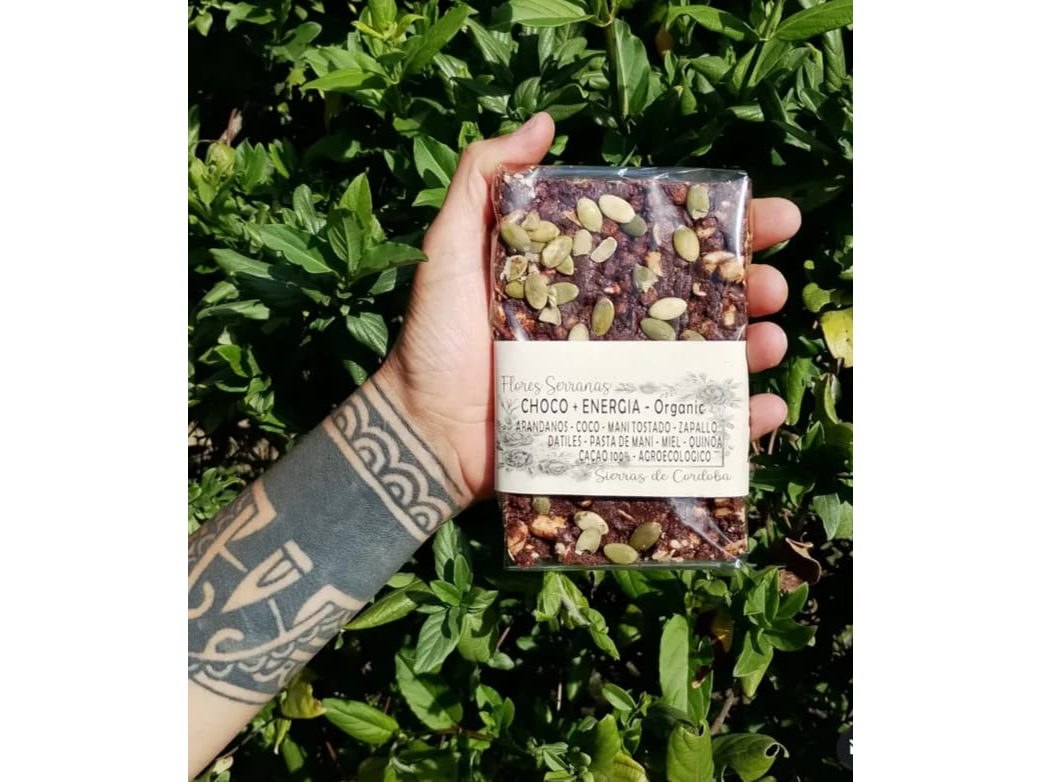 Flores Serranas
CHOCO + ENERGIA - Organic
ARANDANOS - COCO - MANI TOSTADO - ZAPALLO
DATILES - PASTA DE MANI - MIEL - QUINOA
CACAO 100% - AGROECOLOGICO
Sierras de Cordoba